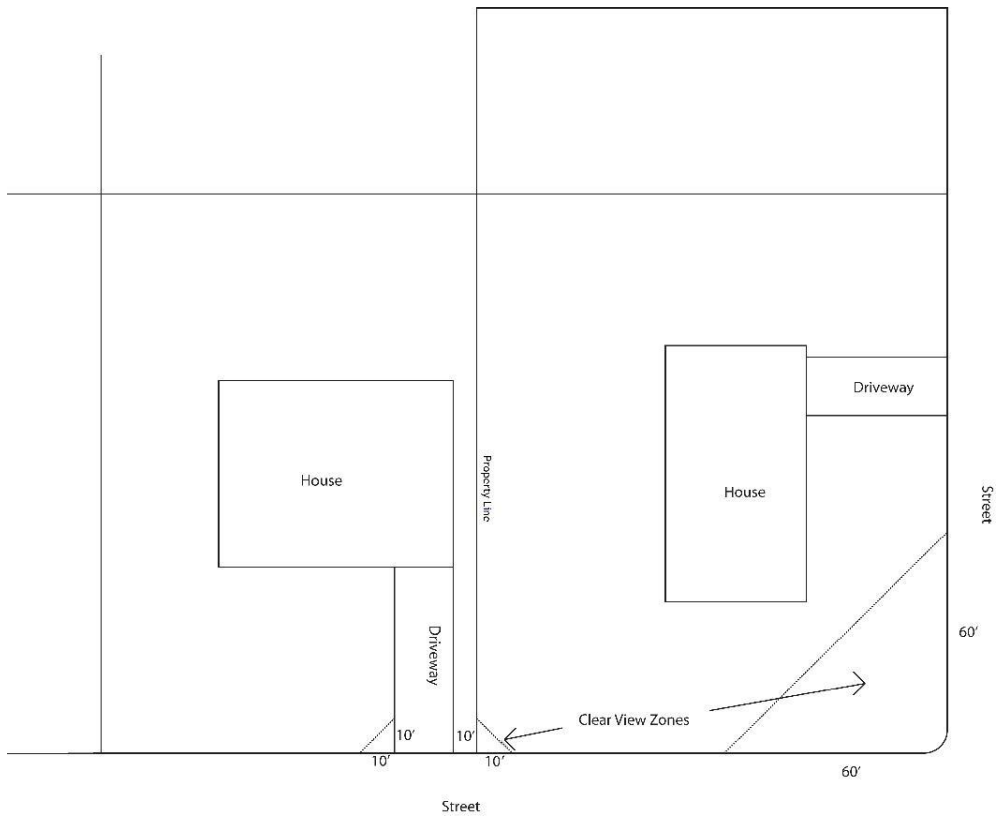 Driveway
House
Property Line
House
Street
Driveway
60’
Clear View Zones
10’
10’
10’
10’
60’
Street